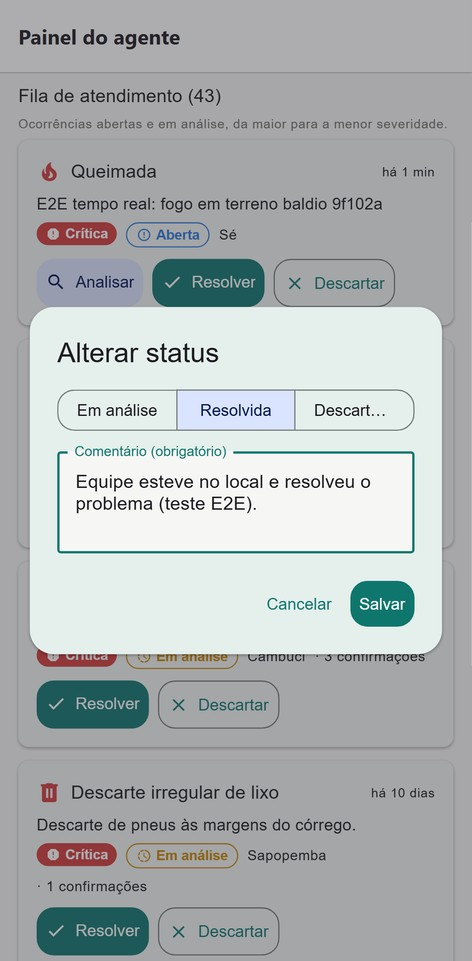 Painel do agente
Fila de atendimento (43)
Ocorrências abertas e em análise, da maior para a menor severidade.
Queimada há 1 min
E2E tempo real: fogo em terreno baldio 9f102a
Crítica Aberta Sé
Analisar Resolver Descartar
Alterar status
Em análise Resolvida Descart…
Comentário (obrigatório)
Equipe esteve no local e resolveu o
problema (teste E2E).
Cancelar Salvar
Crítica Em análise Cambuci · 3 confirmações
Resolver Descartar
Descarte irregular de lixo há 10 dias
Descarte de pneus às margens do córrego.
Crítica Em análise Sapopemba
· 1 confirmações
Resolver Descartar